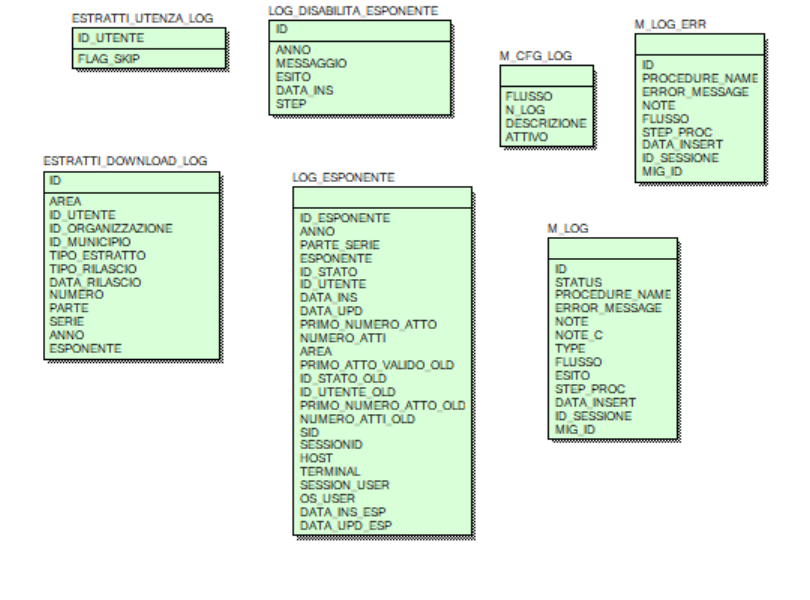 ESTRATTI_UTENZA_LOG
ID_UTENTE
FLAG_SKIP
LOG_DISABILITA_ESPONENTE
ID
ANNO
MESSAGGIO
ESITO
DATA_INS
STEP
M_CFG_LOG
FLUSSO
N_LOG
DESCRIZIONE
ATTIVO
M_LOG_ERR
ID
PROCEDURE_NAME
ERROR_MESSAGE
NOTE
FLUSSO
STEP_PROC
DATA_INSERT
ID_SESSIONE
MIG_ID
ESTRATTI_DOWNLOAD_LOG
ID
AREA
ID_UTENTE
ID_ORGANIZZAZIONE
ID_MUNICIPIO
TIPO_ESTRATTO
TIPO_RILASCIO
DATA_RILASCIO
NUMERO
PARTE
SERIE
ANNO
ESPONENTE
LOG_ESPONENTE
ID_ESPONENTE
ANNO
PARTE_SERIE
ESPONENTE
ID_STATO
ID_UTENTE
DATA_INS
DATA_UPD
PRIMO_NUMERO_ATTO
NUMERO_ATTI
AREA
PRIMO_ATTO_VALIDO_OLD
ID_STATO_OLD
ID_UTENTE_OLD
PRIMO_NUMERO_ATTO_OLD
NUMERO_ATTI_OLD
SID
SESSIONID
HOST
TERMINAL
SESSION_USER
OS_USER
DATA_INS_ESP
DATA_UPD_ESP
M_LOG
ID
STATUS
PROCEDURE_NAME
ERROR_MESSAGE
NOTE
NOTE_C
TYPE
FLUSSO
ESITO
STEP_PROC
DATA_INSERT
ID_SESSIONE
MIG_ID